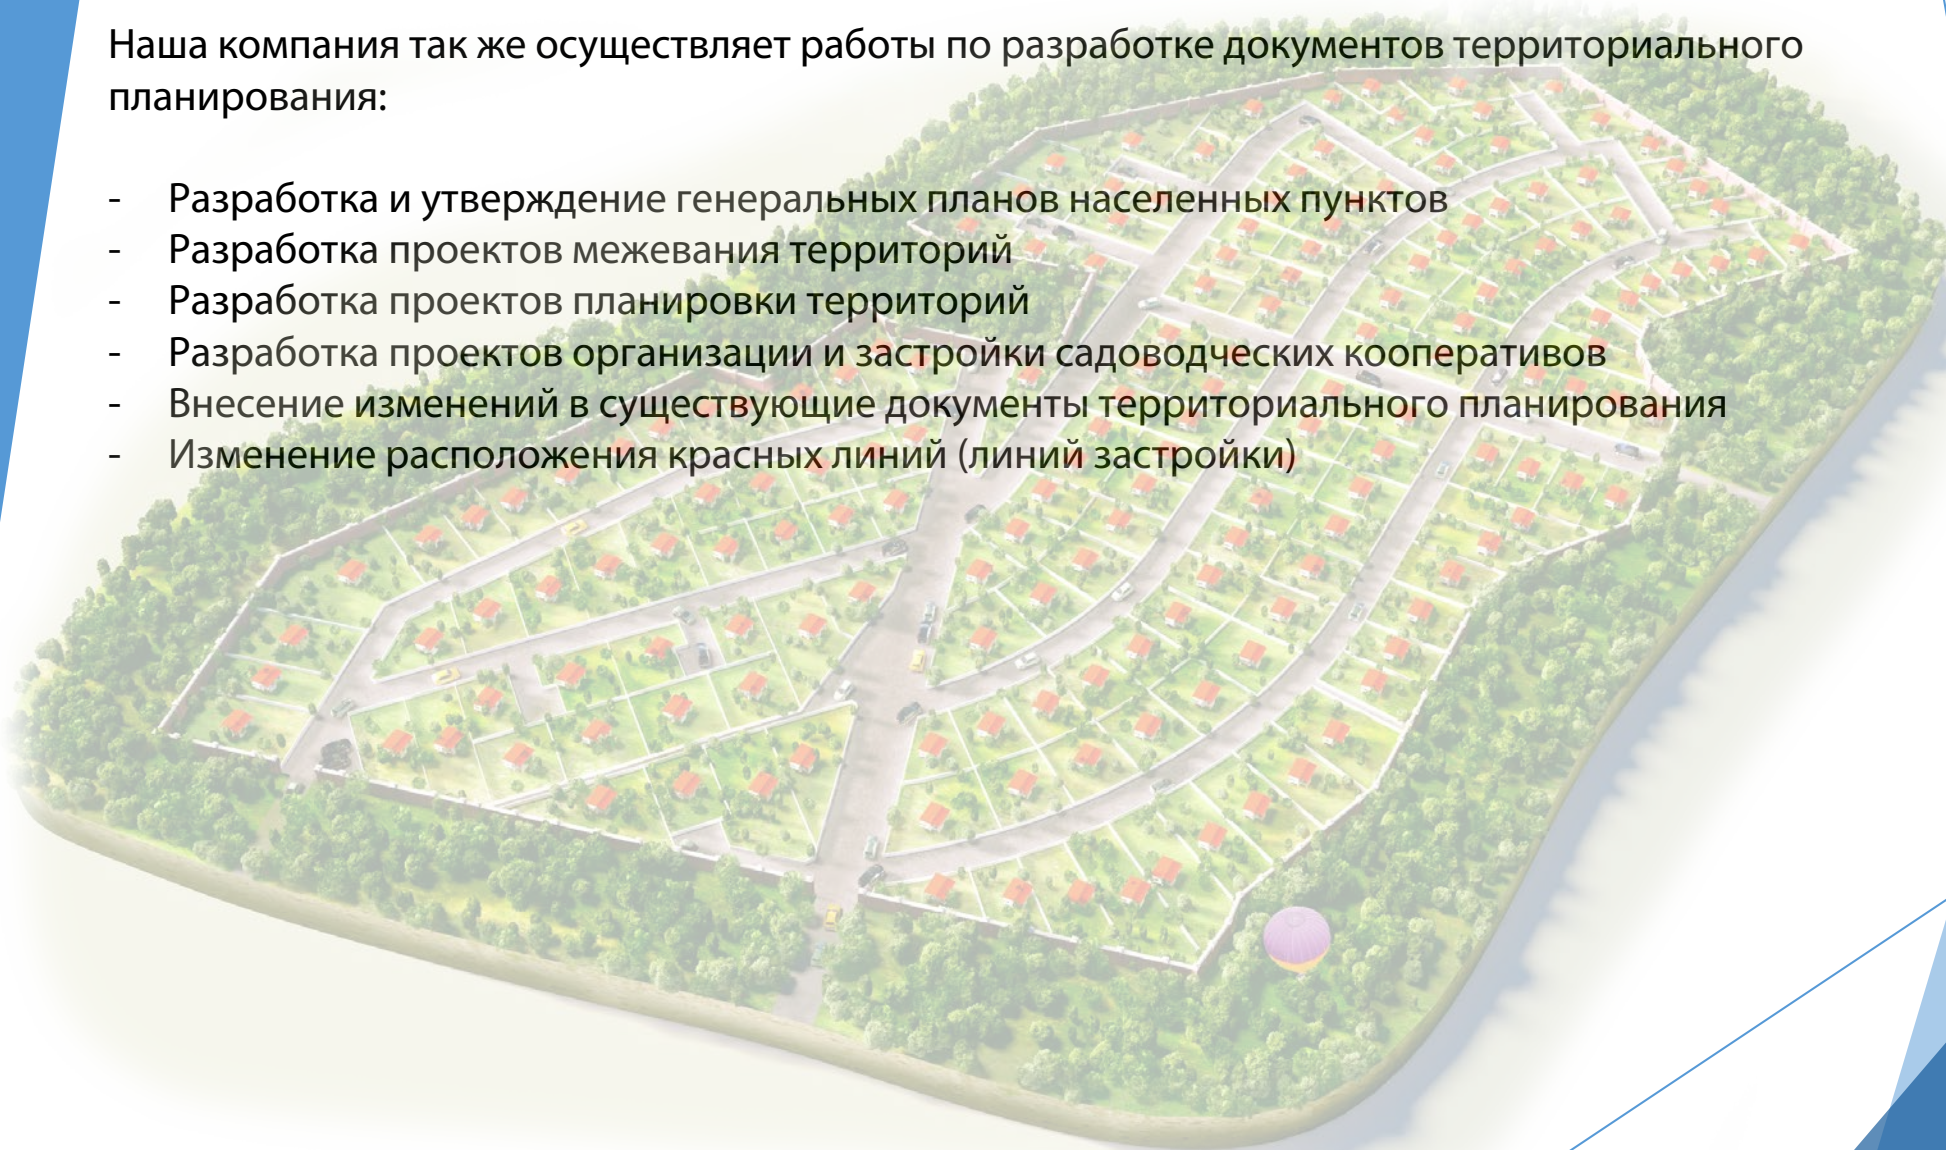 Наша компания так же осуществляет работы по разработке документов территориального
планирования:
- Разработка и утверждение генеральных планов населенных пунктов
- Разработка проектов межевания территорий
- Разработка проектов планировки территорий
- Разработка проектов организации и застройки садоводческих кооперативов
- Внесение изменений в существующие документы территориального планирования
- Изменение расположения красных линий (линий застройки)